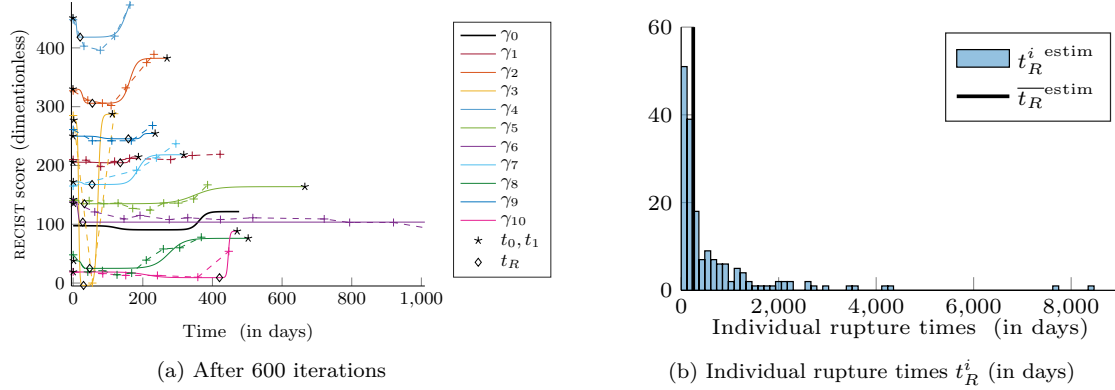 RECIST score (dimentionless)
400
300
200
100
0
0
200
400
600
800
1,000
Time (in days)
γ0
γ1
γ2
γ3
γ4
γ5
γ6
γ7
γ8
γ9
γ10
t0, t1
tR
(a) After 600 iterations
60
40
20
0
0
2,000
4,000
6,000
8,000
Individual rupture times (in days)
t_R^i estim
t_R estim
(b) Individual rupture times t_R^i (in days)